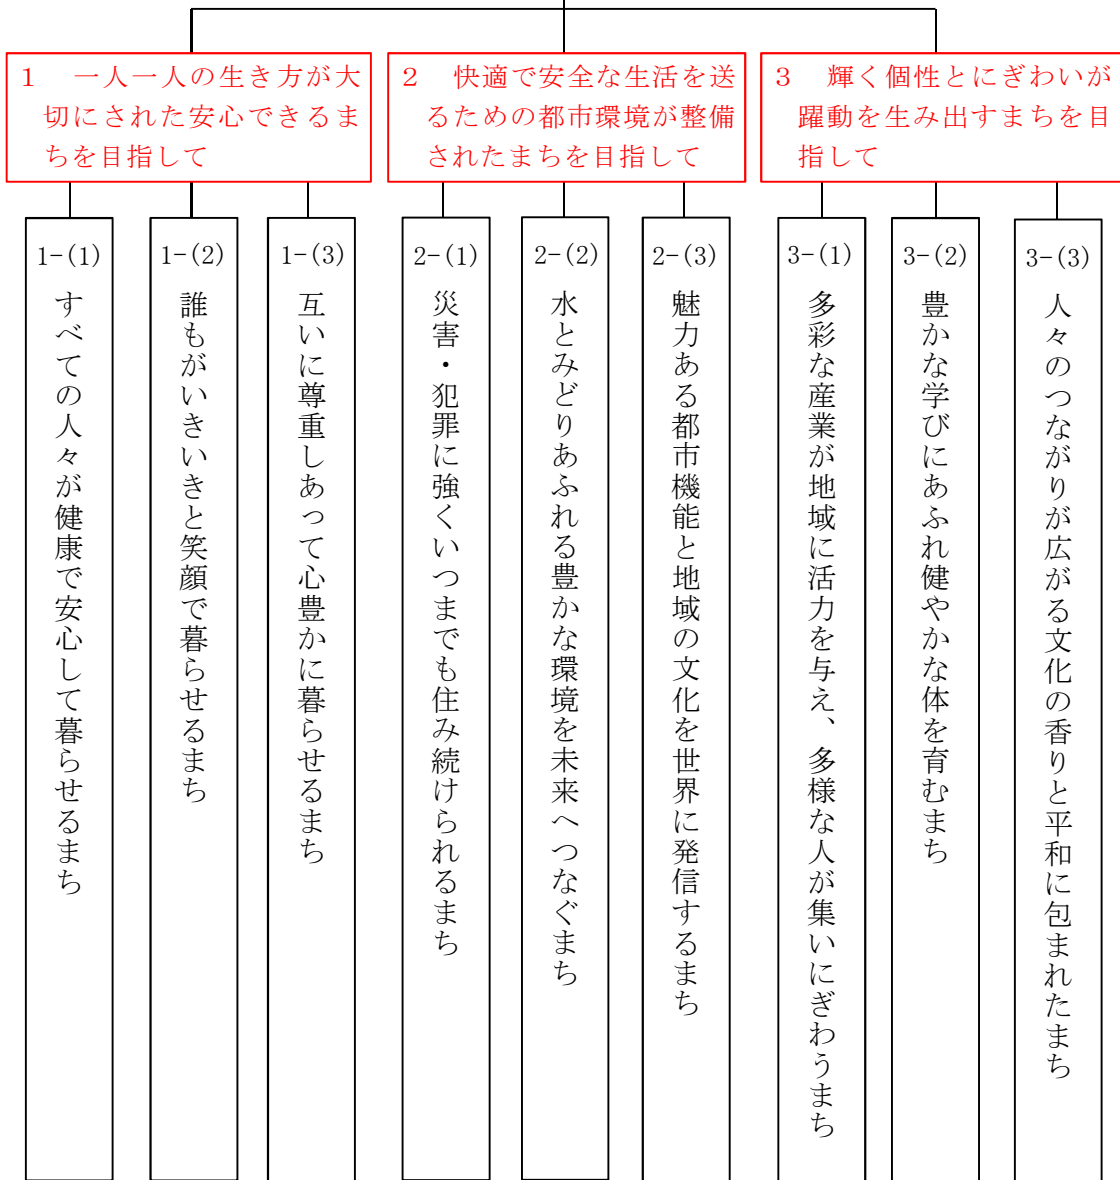 1　一人一人の生き方が大
切にされた安心できるま
ちを目指して
2　快適で安全な生活を送
るための都市環境が整備
されたまちを目指して
3　輝く個性とにぎわいが
躍動を生み出すまちを目
指して
1-(1)
すべての人々が健康で安心して暮らせるまち
1-(2)
誰もがいきいきと笑顔で暮らせるまち
1-(3)
互いに尊重しあって心豊かに暮らせるまち
2-(1)
災害・犯罪に強くいつまでも住み続けられるまち
2-(2)
水とみどりあふれる豊かな環境を未来へつなぐまち
2-(3)
魅力ある都市機能と地域の文化を世界に発信するまち
3-(1)
多彩な産業が地域に活力を与え、多様な人が集いにぎわうまち
3-(2)
豊かな学びにあふれ健やかな体を育むまち
3-(3)
人々のつながりが広がる文化の香りと平和に包まれたまち